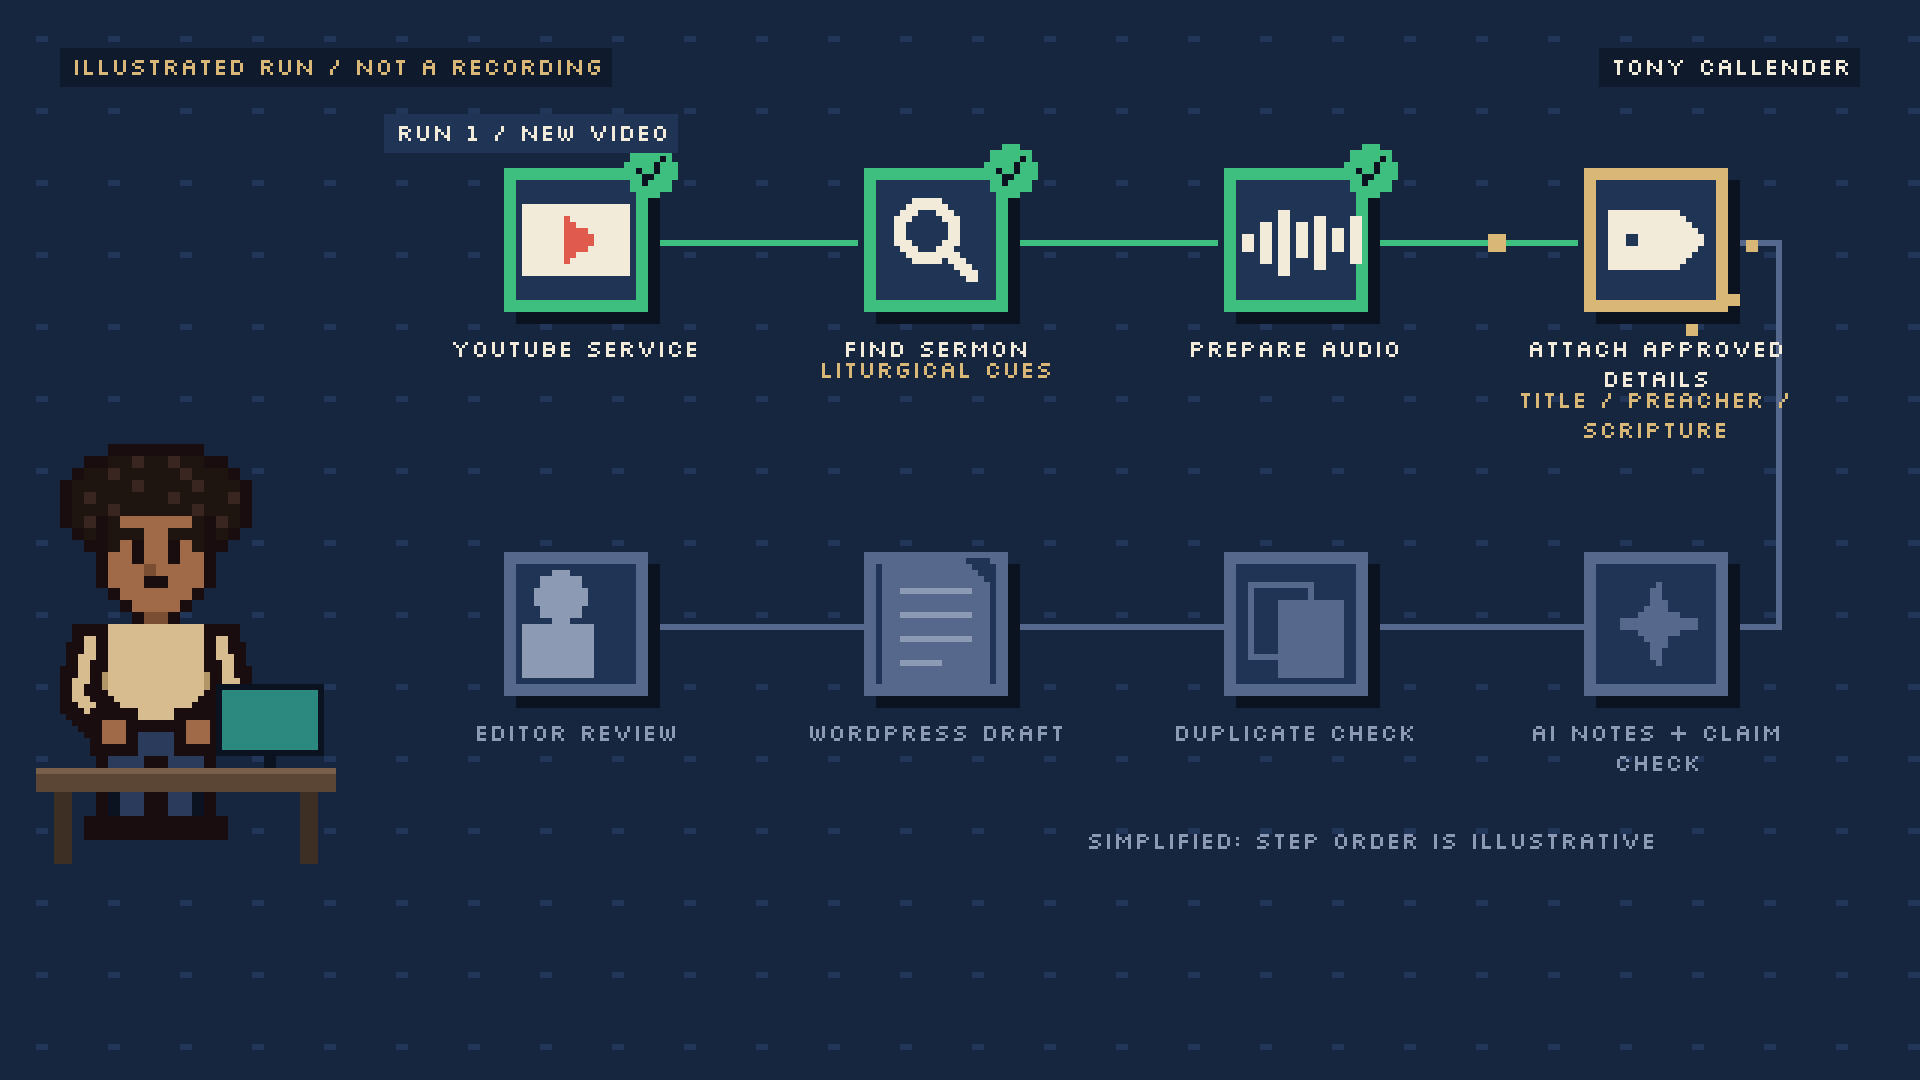 ILLUSTRATED RUN / NOT A RECORDING
TONY CALLENDER
RUN 1 / NEW VIDEO
YOUTUBE SERVICE
FIND SERMON
LITURGICAL CUES
PREPARE AUDIO
ATTACH APPROVED
DETAILS
TITLE / PREACHER /
SCRIPTURE
EDITOR REVIEW
WORDPRESS DRAFT
DUPLICATE CHECK
AI NOTES + CLAIM
CHECK
SIMPLIFIED: STEP ORDER IS ILLUSTRATIVE